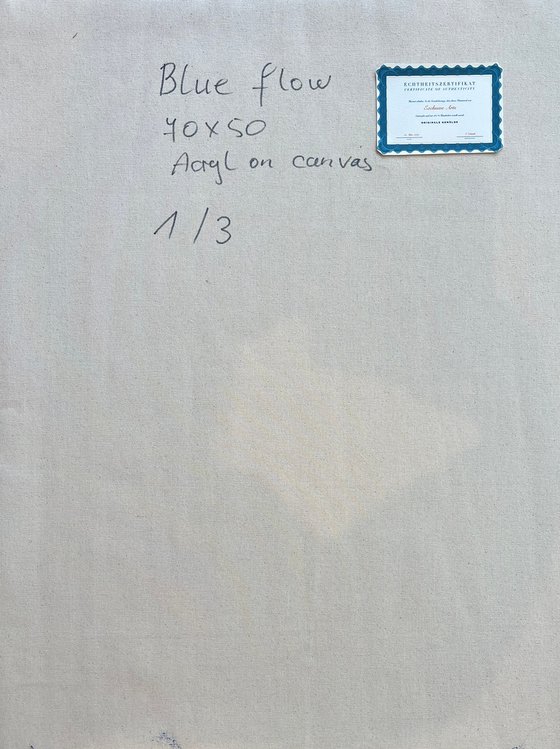 Blue flow
70x50
Acryl on canvas
1/3
ECHTHEITSZERTIFIKAT
CERTIFICATE OF AUTHENTICITY
ORIGINALE GEMÄLDE